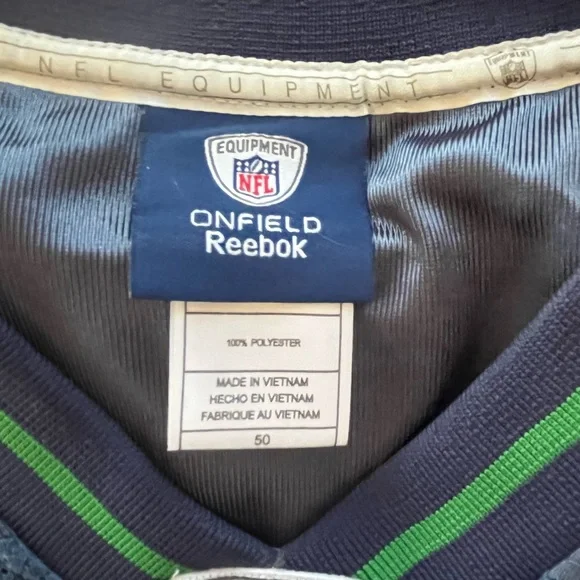 NFL EQUIPMENT
EQUIPMENT
NFL
ONFIELD
Reebok
100% POLYESTER
MADE IN VIETNAM
HECHO EN VIETNAM
FABRIQUE AU VIETNAM
50